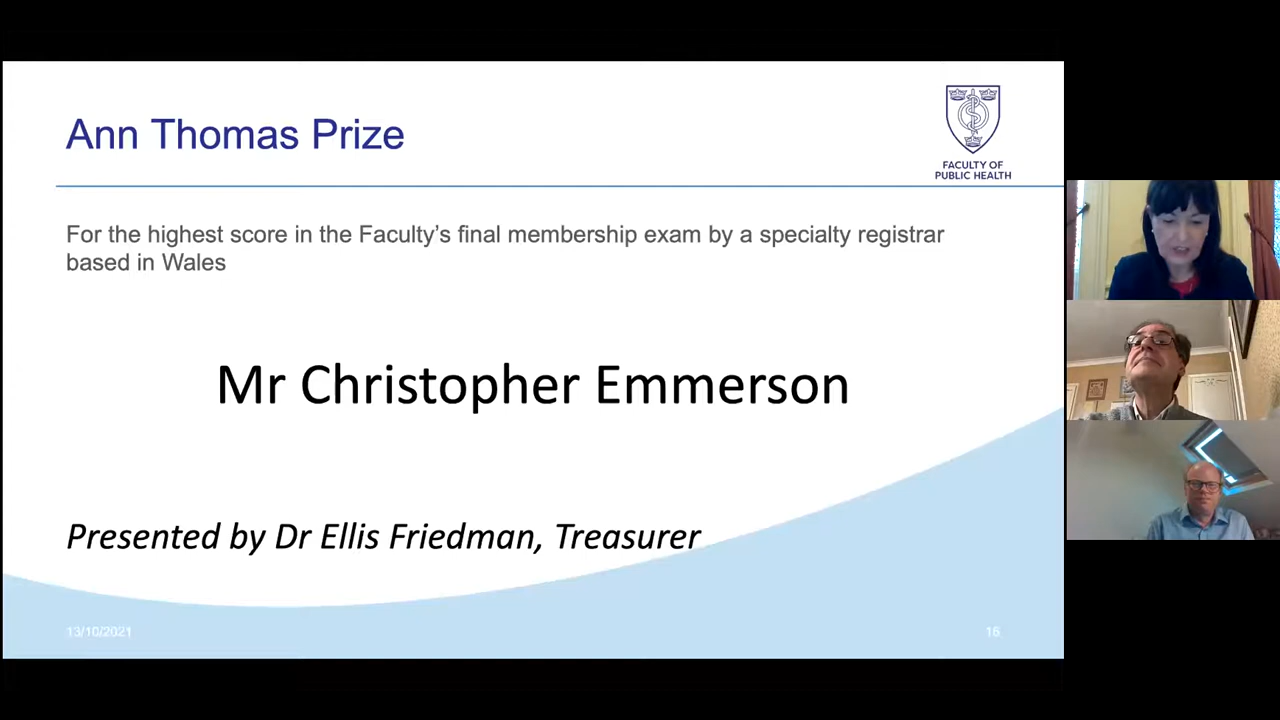 Ann Thomas Prize
FACULTY OF
PUBLIC HEALTH
For the highest score in the Faculty’s final membership exam by a specialty registrar
based in Wales
Mr Christopher Emmerson
Presented by Dr Ellis Friedman, Treasurer
13/10/2021
16